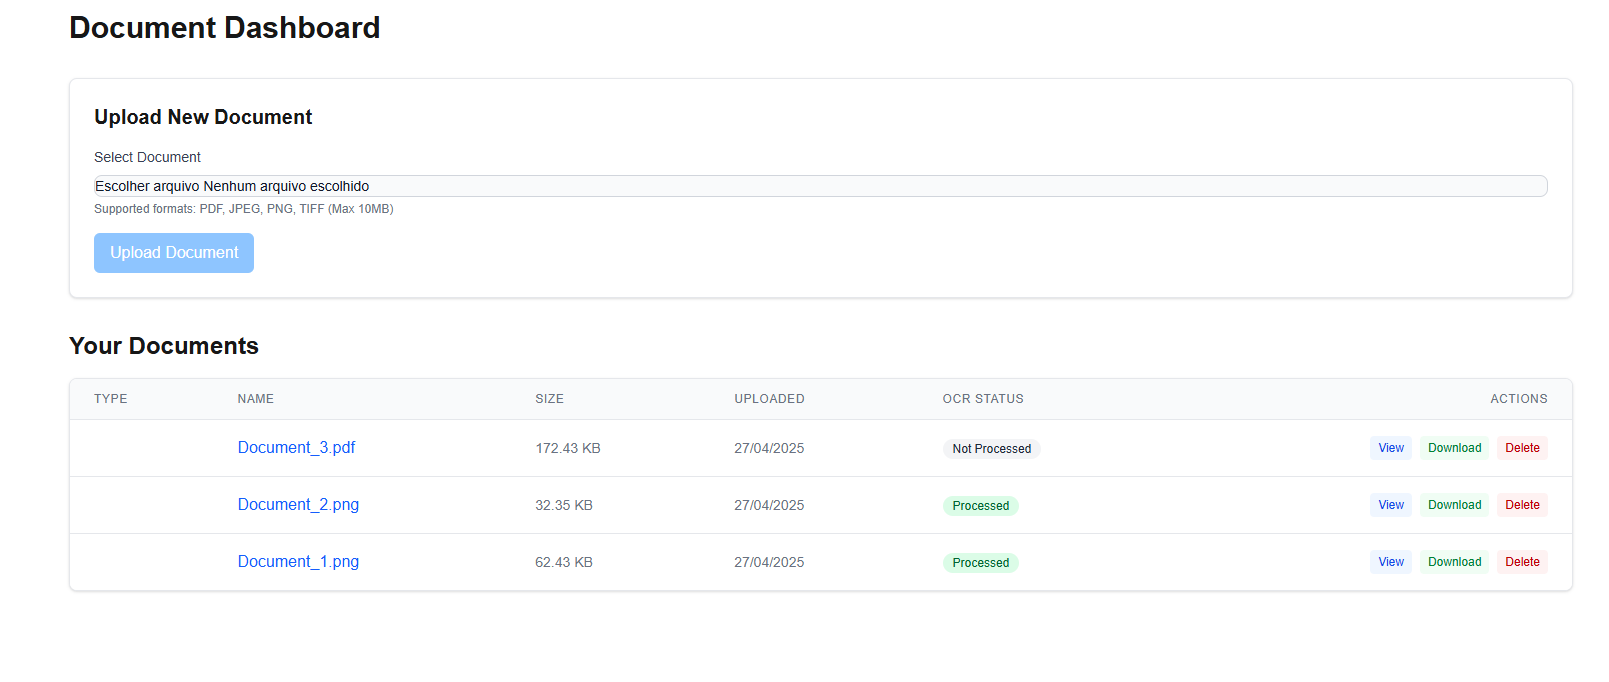 Document Dashboard
Upload New Document
Select Document
Escolher arquivo Nenhum arquivo escolhido
Supported formats: PDF, JPEG, PNG, TIFF (Max 10MB)
Upload Document
Your Documents
TYPE NAME SIZE UPLOADED OCR STATUS ACTIONS
Document_3.pdf 172.43 KB 27/04/2025 Not Processed View Download Delete
Document_2.png 32.35 KB 27/04/2025 Processed View Download Delete
Document_1.png 62.43 KB 27/04/2025 Processed View Download Delete